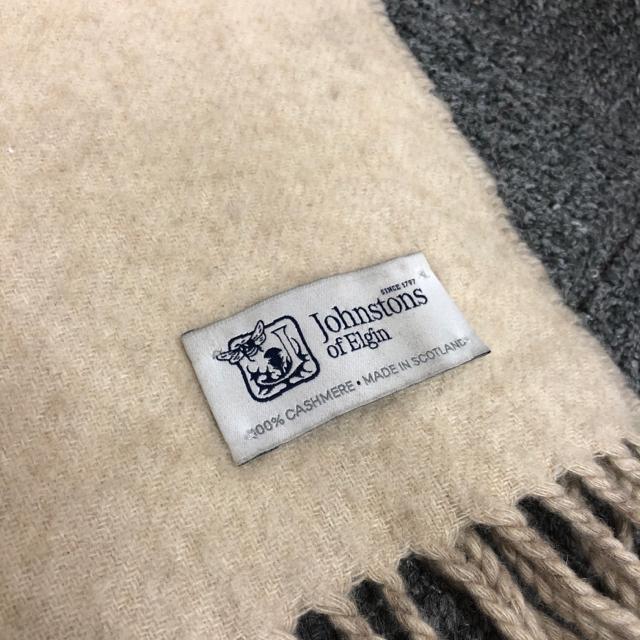 SINCE 1797
Johnstons
of Elgin
100% CASHMERE • MADE IN SCOTLAND